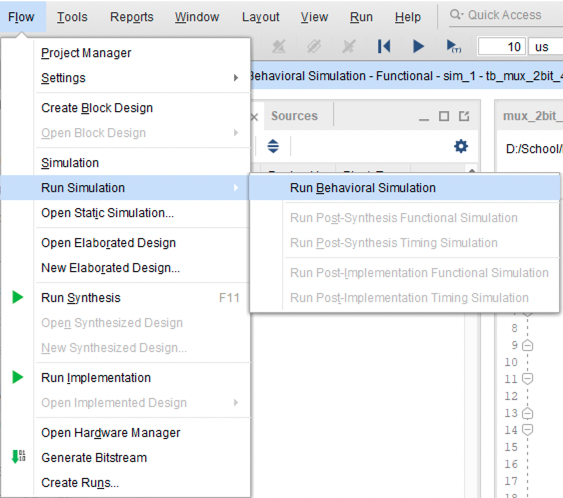 Flow Tools Reports Window Layout View Run Help Quick Access
10 us
Behavioral Simulation - Functional - sim_1 - tb_mux_2bit_4
Project Manager
Settings
Create Block Design
Open Block Design
Simulation
Run Simulation
Open Static Simulation...
Open Elaborated Design
New Elaborated Design...
Run Synthesis F11
Open Synthesized Design
New Synthesized Design...
Run Implementation
Open Implemented Design
Open Hardware Manager
Generate Bitstream
Create Runs...
Sources
Run Behavioral Simulation
Run Post-Synthesis Functional Simulation
Run Post-Synthesis Timing Simulation
Run Post-Implementation Functional Simulation
Run Post-Implementation Timing Simulation
mux_2bit_
D:/School/
8
9
10
11
12
13
14
15
16
17
18